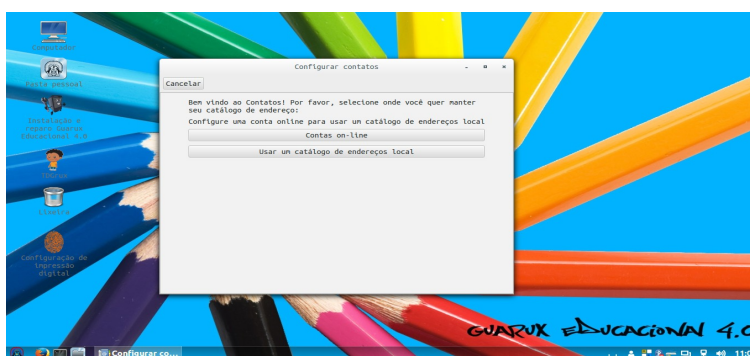 Computador
Pasta pessoal
Instalação e
reparo Guarux
Educacional 4.0
Lixeira
Configuração de
impressão
digital
Configurar contatos
Cancelar
Bem vindo ao Contatos! Por favor, selecione onde você quer manter
seu catálogo de endereço:
Configure uma conta online para usar um catálogo de endereços local
Contas on-line
Usar um catálogo de endereços local
GUARUX EDUCACIONAL 4.0
Configurar co...